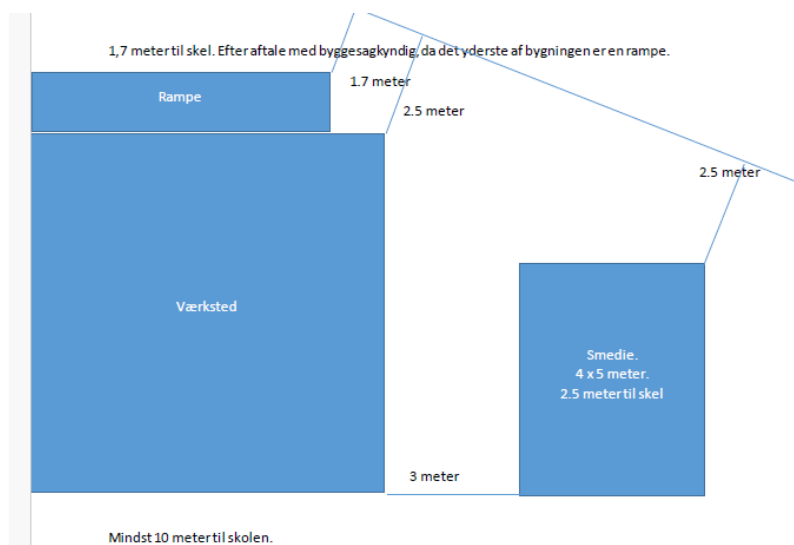 1,7 meter til skel. Efter aftale med byggesagkyndig, da det yderste af bygningen er en rampe.
1.7 meter
Rampe
2.5 meter
2.5 meter
Værksted
Smedie.
4 x 5 meter.
2.5 meter til skel
3 meter
Mindst 10 meter til skolen.